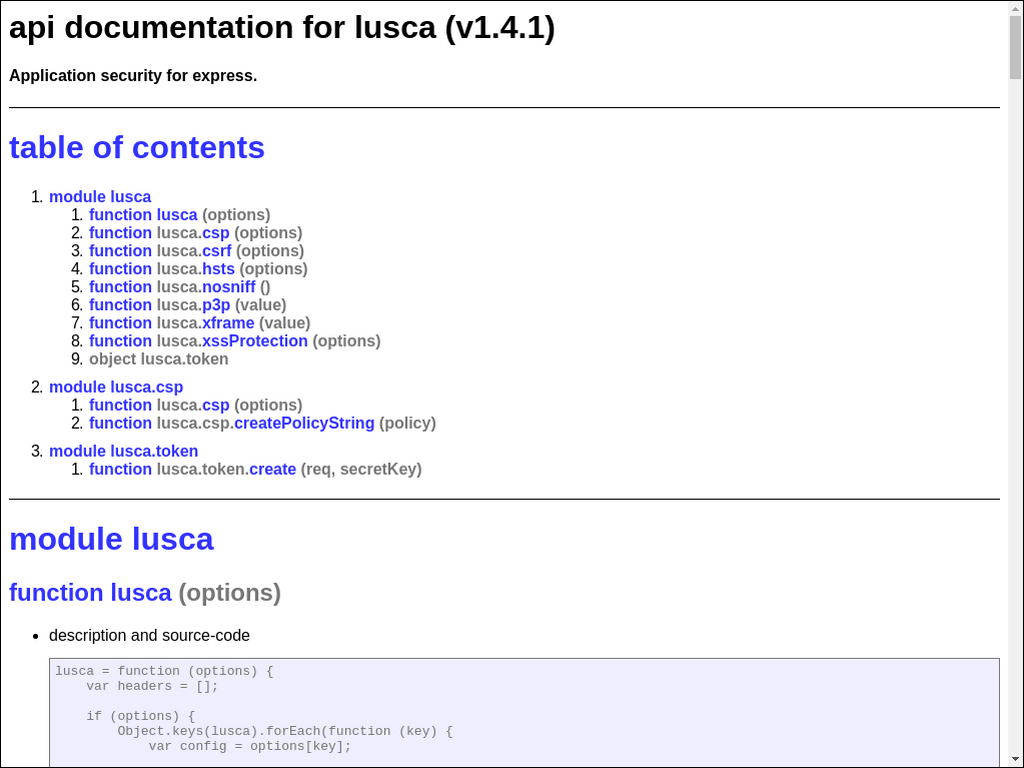 api documentation for lusca (v1.4.1)
Application security for express.
table of contents
1. module lusca
1. function lusca (options)
2. function lusca.csp (options)
3. function lusca.csrf (options)
4. function lusca.hsts (options)
5. function lusca.nosniff ()
6. function lusca.p3p (value)
7. function lusca.xframe (value)
8. function lusca.xssProtection (options)
9. object lusca.token
2. module lusca.csp
1. function lusca.csp (options)
2. function lusca.csp.createPolicyString (policy)
3. module lusca.token
1. function lusca.token.create (req, secretKey)
module lusca
function lusca (options)
• description and source-code
lusca = function (options) {
    var headers = [];
    if (options) {
        Object.keys(lusca).forEach(function (key) {
            var config = options[key];